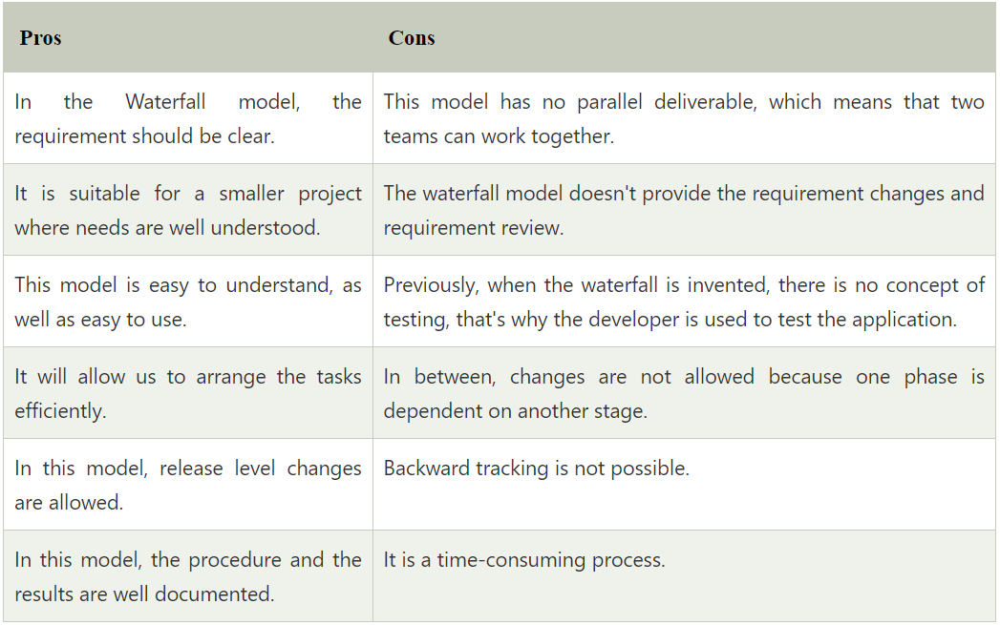 Pros
Cons
In the Waterfall model, the
requirement should be clear.
This model has no parallel deliverable, which means that two
teams can work together.
It is suitable for a smaller project
where needs are well understood.
The waterfall model doesn't provide the requirement changes and
requirement review.
This model is easy to understand, as
well as easy to use.
Previously, when the waterfall is invented, there is no concept of
testing, that's why the developer is used to test the application.
It will allow us to arrange the tasks
efficiently.
In between, changes are not allowed because one phase is
dependent on another stage.
In this model, release level changes
are allowed.
Backward tracking is not possible.
In this model, the procedure and the
results are well documented.
It is a time-consuming process.